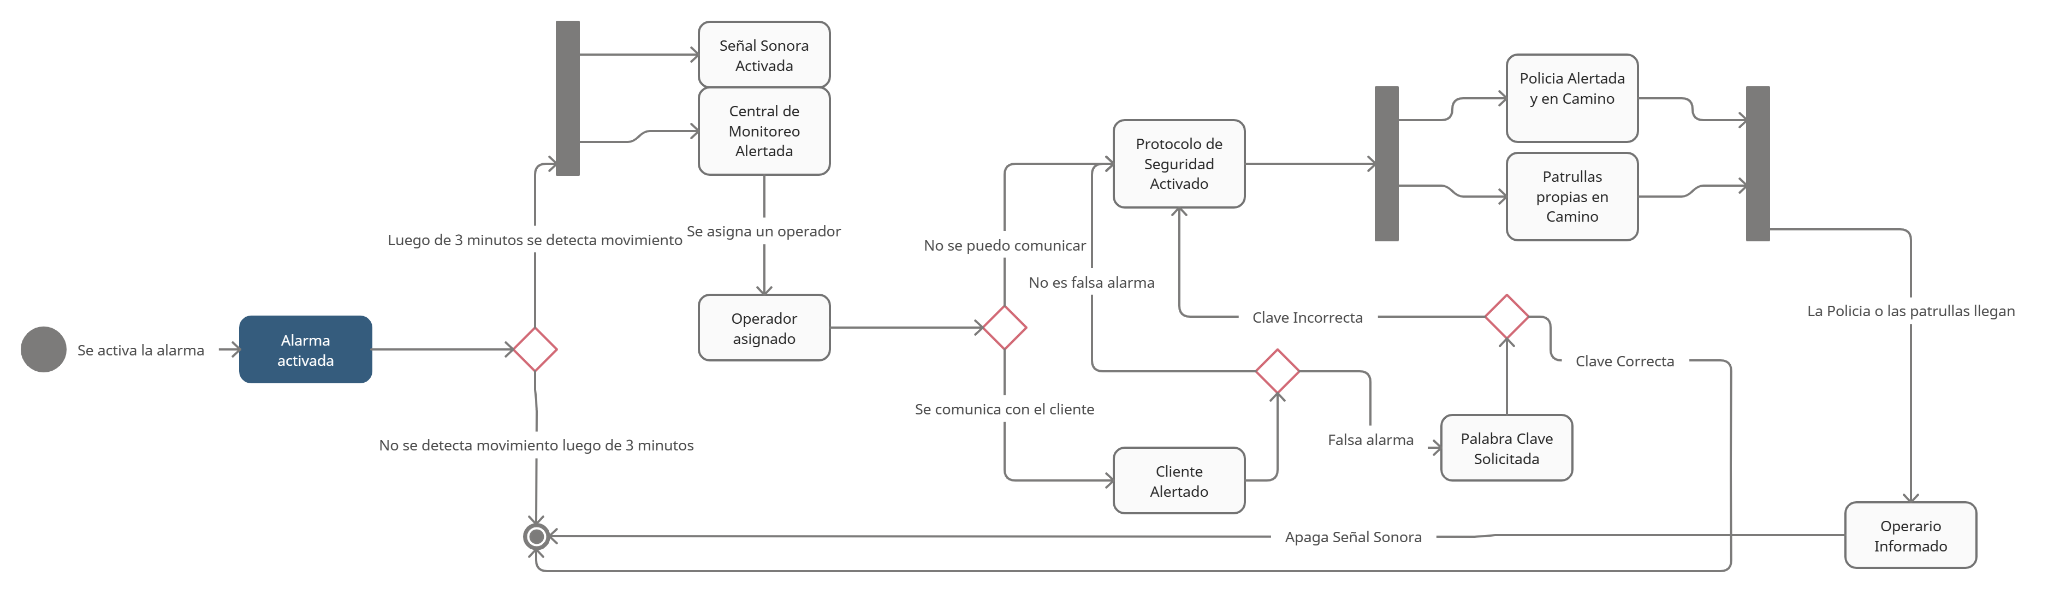 Señal Sonora
Activada
Central de
Monitoreo
Alertada
Policia Alertada
y en Camino
Protocolo de
Seguridad
Activado
Patrullas
propias en
Camino
Luego de 3 minutos se detecta movimiento
Se asigna un operador
No se puedo comunicar
No es falsa alarma
Clave Incorrecta
La Policia o las patrullas llegan
Se activa la alarma
Alarma
activada
Operador
asignado
Clave Correcta
Se comunica con el cliente
No se detecta movimiento luego de 3 minutos
Falsa alarma
Palabra Clave
Solicitada
Cliente
Alertado
Apaga Señal Sonora
Operario
Informado